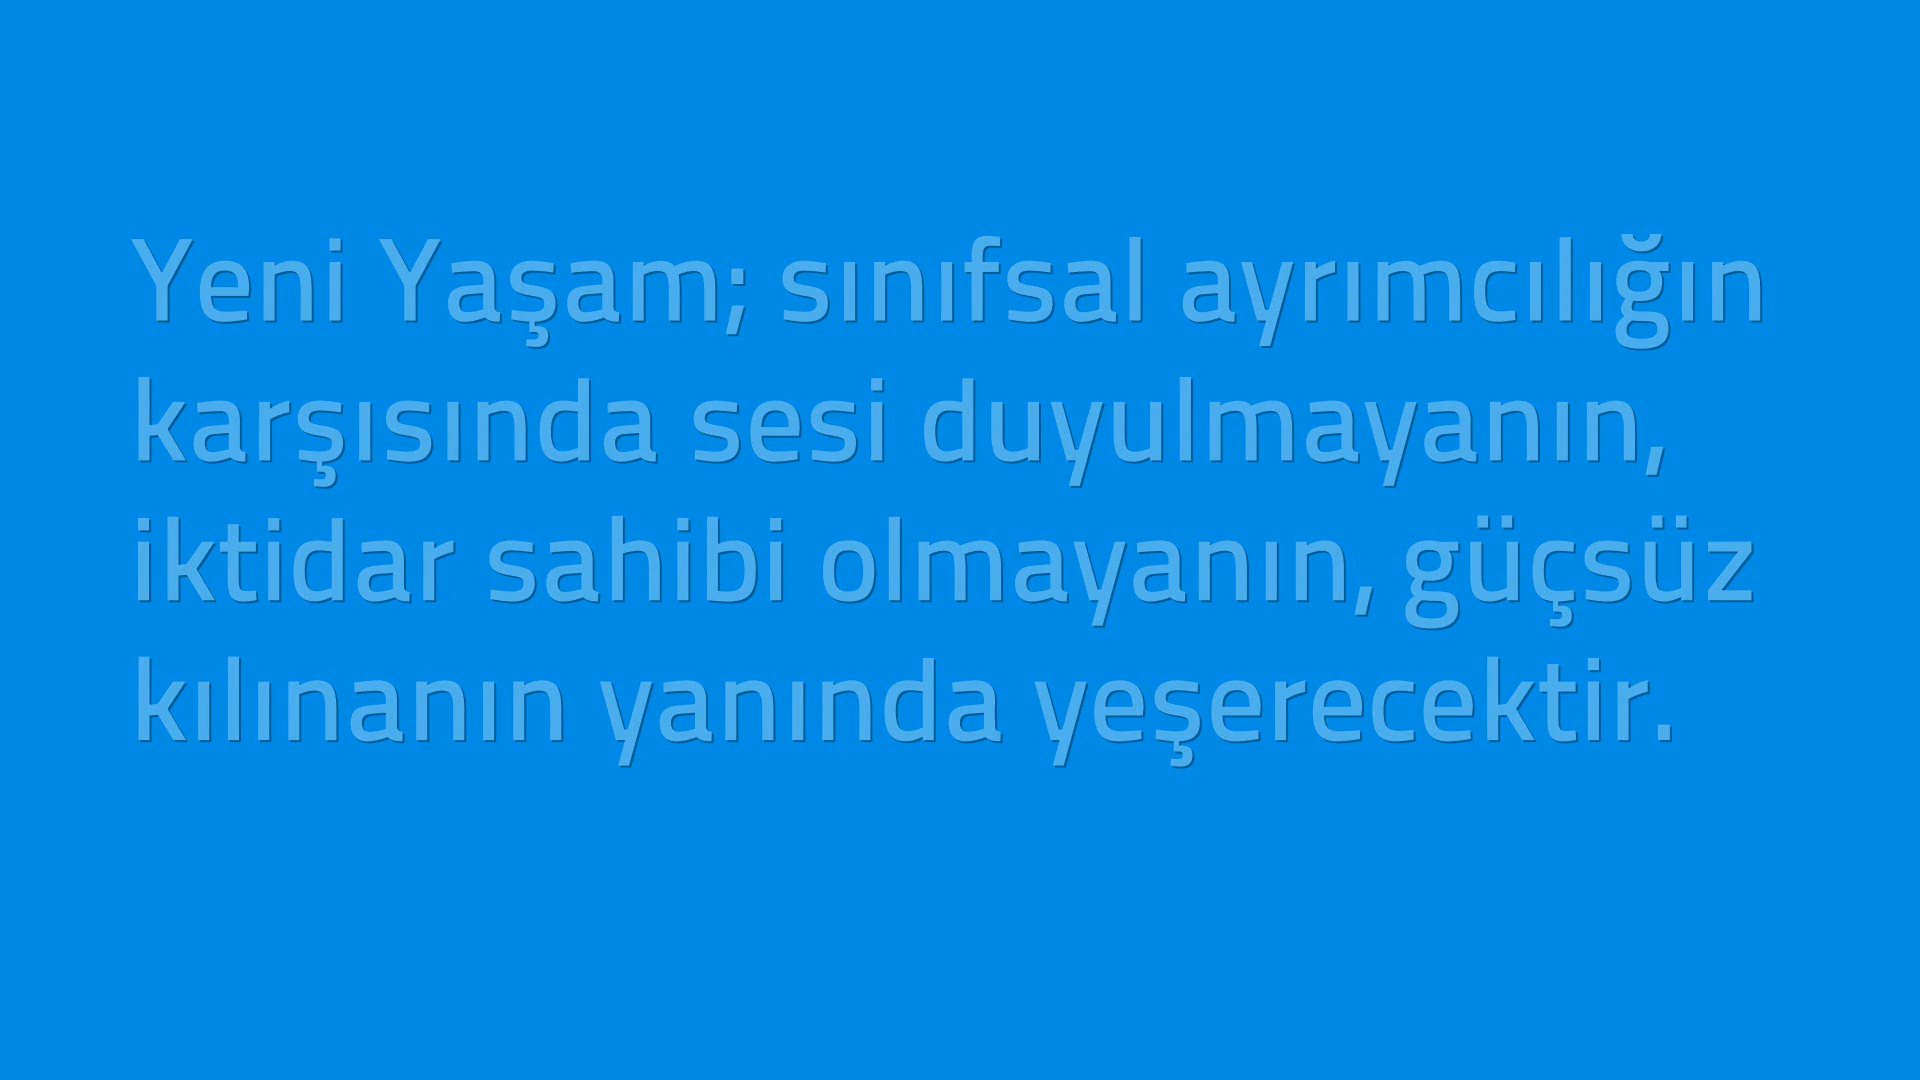 Yeni Yaşam; sınıfsal ayrımcılığın
karşısında sesi duyulmayanın,
iktidar sahibi olmayanın, güçsüz
kılınanın yanında yeşerecektir.